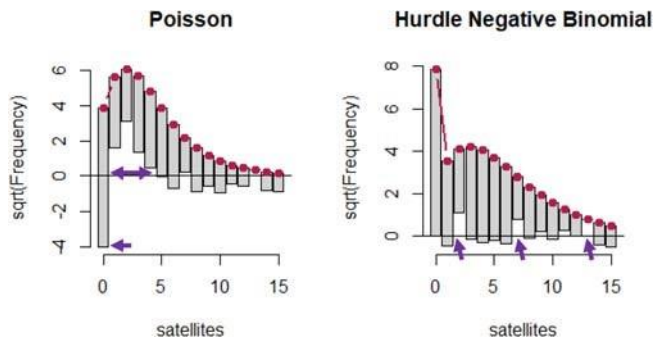 Poisson
sqrt(Frequency)
6
4
2
0
-2
-4
0 5 10 15
satellites
Hurdle Negative Binomial
sqrt(Frequency)
8
6
4
2
0
0 5 10 15
satellites